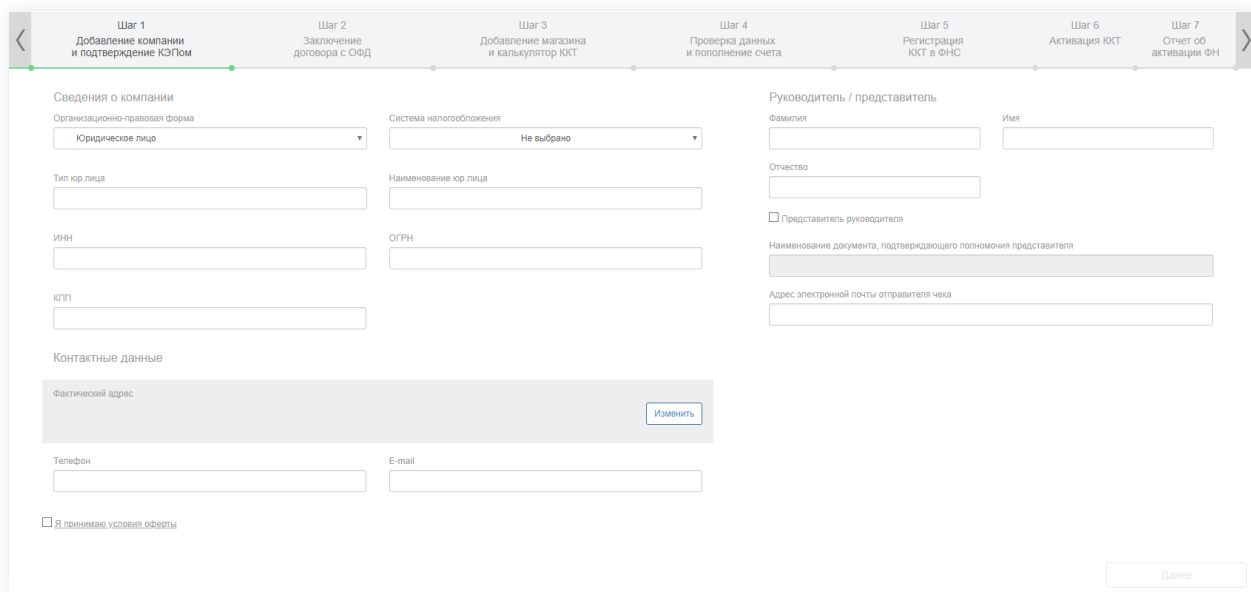 Шаг 1
Добавление компании
и подтверждение КЭПом
Шаг 2
Заключение
договора с ОФД
Шаг 3
Добавление магазина
и калькулятор ККТ
Шаг 4
Проверка данных
и пополнение счета
Шаг 5
Регистрация
ККТ в ФНС
Шаг 6
Активация ККТ
Шаг 7
Отчет об
активации ФН
Сведения о компании
Организационно-правовая форма
Юридическое лицо
Система налогообложения
Не выбрано
Тип юр.лица
Наименование юр.лица
ИНН
ОГРН
КПП
Руководитель / представитель
Фамилия
Имя
Отчество
Представитель руководителя
Наименование документа, подтверждающего полномочия представителя
Адрес электронной почты отправителя чека
Контактные данные
Фактический адрес
Изменить
Телефон
E-mail
Я принимаю условия оферты
Далее